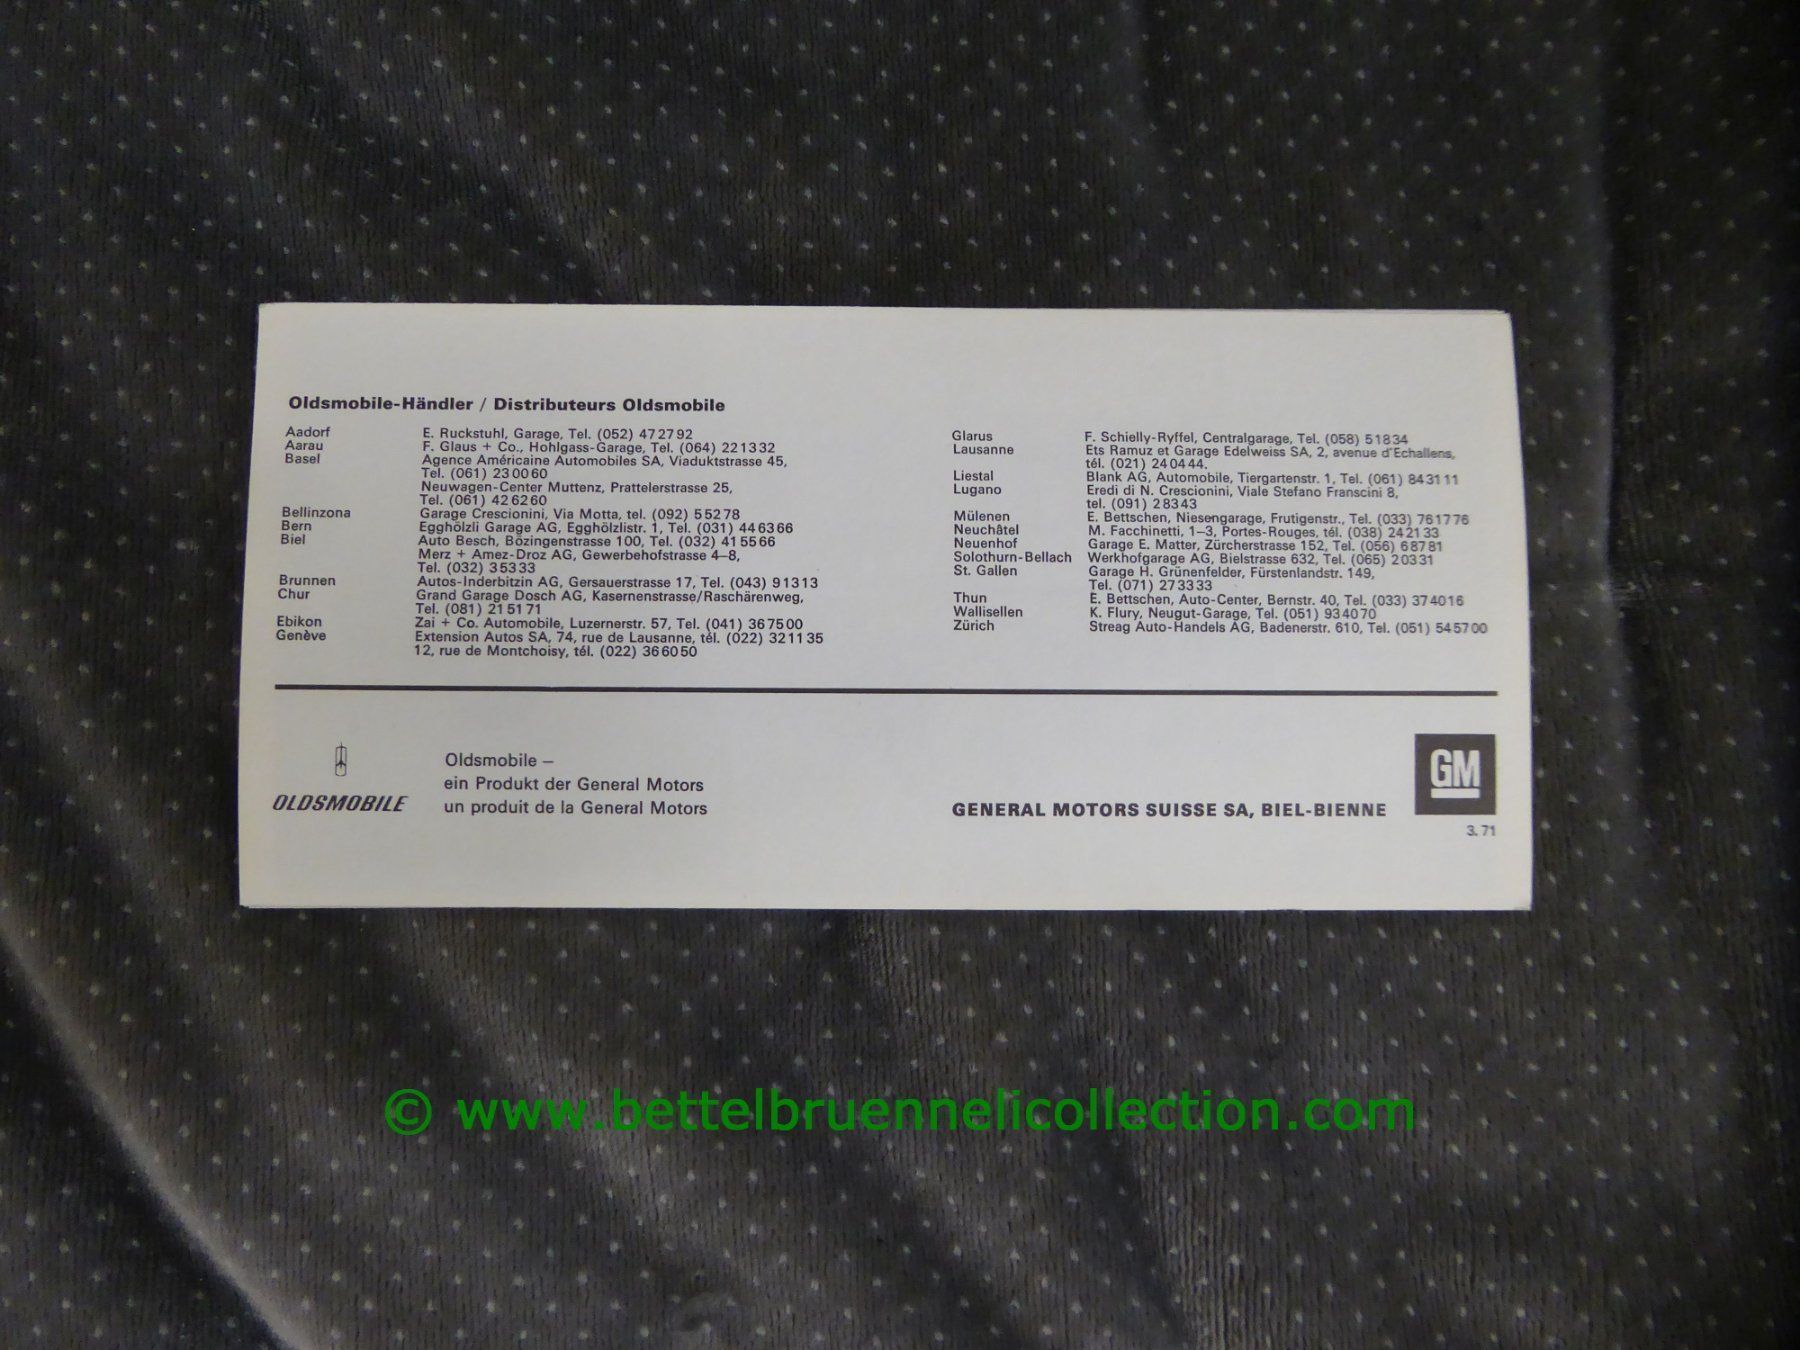 Oldsmobile-Händler / Distributeurs Oldsmobile
Aadorf E. Ruckstuhl, Garage, Tel. (052) 47 27 92
Aarau F. Glaus + Co., Hohlgass-Garage, Tel. (064) 22 13 32
Basel Agence Américaine Automobiles SA, Viaduktstrasse 45,
Tel. (061) 23 00 60
Neuwagen-Center Muttenz, Prattelerstrasse 25,
Tel. (061) 42 62 60
Bellinzona Garage Crescionini, Via Motta, tel. (092) 5 52 78
Bern Egghölzli Garage AG, Egghölzlistr. 1, Tel. (031) 44 63 66
Biel Auto Besch, Bözingenstrasse 100, Tel. (032) 41 55 66
Merz + Amez-Droz AG, Gewerbehofstrasse 4–8,
Tel. (032) 3 53 33
Brunnen Autos-Inderbitzin AG, Gersauerstrasse 17, Tel. (043) 9 13 13
Chur Grand Garage Dosch AG, Kasernenstrasse/Raschärenweg,
Tel. (081) 21 51 71
Ebikon Zai + Co. Automobile, Luzernerstr. 57, Tel. (041) 36 75 00
Genève Extension Autos SA, 74, rue de Lausanne, tél. (022) 32 11 35
12, rue de Montchoisy, tél. (022) 36 60 50
Glarus F. Schielly-Ryffel, Centralgarage, Tel. (058) 5 18 34
Lausanne Ets Ramuz et Garage Edelweiss SA, 2, avenue d'Echallens,
tél. (021) 24 04 44.
Liestal Blank AG, Automobile, Tiergartenstr. 1, Tel. (061) 84 31 11
Lugano Eredi di N. Crescionini, Viale Stefano Franscini 8,
tel. (091) 2 83 43
Mülenen E. Bettschen, Niesengarage, Frutigenstr., Tel. (033) 76 17 76
Neuchâtel M. Facchinetti, 1–3, Portes-Rouges, tél. (038) 24 21 33
Neuenhof Garage E. Matter, Zürcherstrasse 152, Tel. (056) 6 87 81
Solothurn-Bellach Werkhofgarage AG, Bielstrasse 632, Tel. (065) 2 03 31
St. Gallen Garage H. Grünenfelder, Fürstenlandstr. 149,
Tel. (071) 27 33 33
Thun E. Bettschen, Auto-Center, Bernstr. 40, Tel. (033) 37 40 16
Wallisellen K. Flury, Neugut-Garage, Tel. (051) 93 40 70
Zürich Streag Auto-Handels AG, Badenerstr. 610, Tel. (051) 54 57 00
OLDSMOBILE
Oldsmobile –
ein Produkt der General Motors
un produit de la General Motors
GENERAL MOTORS SUISSE SA, BIEL-BIENNE
GM
3.71
© www.bettelbruennelicollection.com